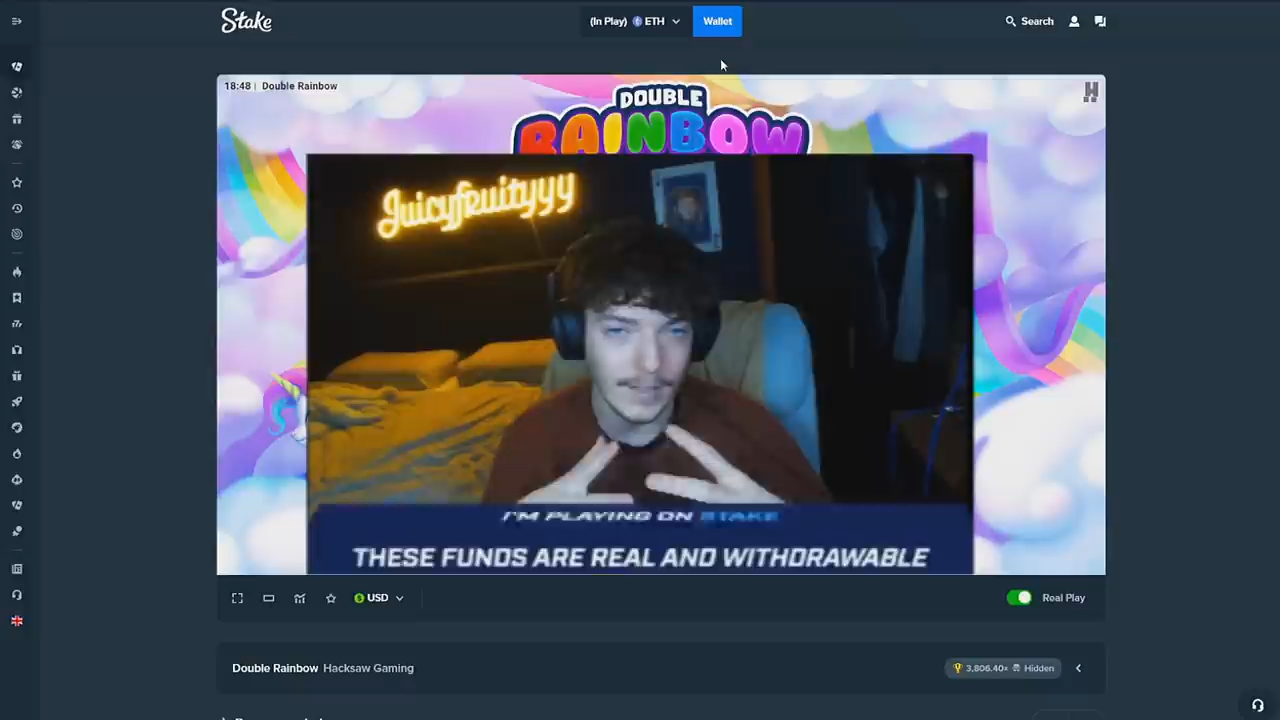 Stake
(In Play) ETH
Wallet
Search
18:48 | Double Rainbow
DOUBLE
RAINBOW
Juicyfruityyy
I'M PLAYING ON STAKE
THESE FUNDS ARE REAL AND WITHDRAWABLE
USD
Real Play
Double Rainbow Hacksaw Gaming
3,806.40× Hidden